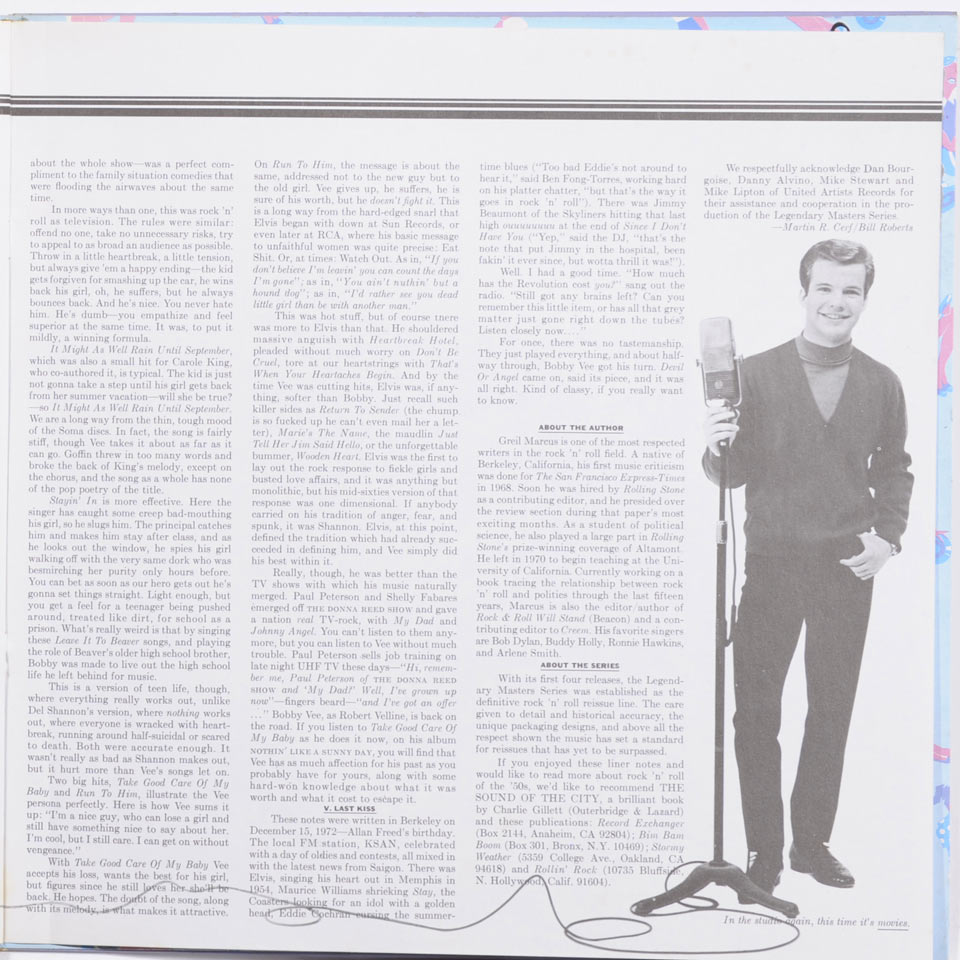 about the whole show—was a perfect com-
pliment to the family situation comedies that
were flooding the airwaves about the same
time.
In more ways than one, this was rock 'n'
roll as television. The rules were similar:
offend no one, take no unnecessary risks, try
to appeal to as broad an audience as possible.
Throw in a little heartbreak, a little tension,
but always give 'em a happy ending—the kid
gets forgiven for smashing up the car, he wins
back his girl, oh, he suffers, but he always
bounces back. And he's nice. You never hate
him. He's dumb—you empathize and feel
superior at the same time. It was, to put it
mildly, a winning formula.
It Might As Well Rain Until September,
which was also a small hit for Carole King,
who co-authored it, is typical. The kid is just
not gonna take a step until his girl gets back
from her summer vacation—will she be true?
—so It Might As Well Rain Until September.
We are a long way from the thin, tough mood
of the Soma discs. In fact, the song is fairly
stiff, though Vee takes it about as far as it
can go. Goffin threw in too many words and
broke the back of King's melody, except on
the chorus, and the song as a whole has none
of the pop poetry of the title.
Stayin' In is more effective. Here the
singer has caught some creep bad-mouthing
his girl, so he slugs him. The principal catches
him and makes him stay after class, and as
he looks out the window, he spies his girl
walking off with the very same dork who was
besmirching her purity only hours before.
You can bet as soon as our hero gets out he's
gonna set things straight. Light enough, but
you get a feel for a teenager being pushed
around, treated like dirt, for school as a
prison. What's really weird is that by singing
these Leave It To Beaver songs, and playing
the role of Beaver's older high school brother,
Bobby was made to live out the high school
life he left behind for music.
This is a version of teen life, though,
where everything really works out, unlike
Del Shannon's version, where nothing works
out, where everyone is wracked with heart-
break, running around half-suicidal or scared
to death. Both were accurate enough. It
wasn't really as bad as Shannon makes out,
but it hurt more than Vee's songs let on.
Two big hits, Take Good Care Of My
Baby and Run To Him, illustrate the Vee
persona perfectly. Here is how Vee sums it
up: "I'm a nice guy, who can lose a girl and
still have something nice to say about her.
I'm cool, but I still care. I can get on without
vengeance."
With Take Good Care Of My Baby Vee
accepts his loss, wants the best for his girl,
but figures since he still loves her she'll be
back. He hopes. The doubt of the song, along
with its melody, is what makes it attractive.
On Run To Him, the message is about the
same, addressed not to the new guy but to
the old girl. Vee gives up, he suffers, he is
sure of his worth, but he doesn't fight it. This
is a long way from the hard-edged snarl that
Elvis began with down at Sun Records, or
even later at RCA, where his basic message
to unfaithful women was quite precise: Eat
Shit. Or, at times: Watch Out. As in, "If you
don't believe I'm leavin' you can count the days
I'm gone"; as in, "You ain't nuthin' but a
hound dog"; as in, "I'd rather see you dead
little girl than be with another man."
This was hot stuff, but of course tnere
was more to Elvis than that. He shouldered
massive anguish with Heartbreak Hotel,
pleaded without much worry on Don't Be
Cruel, tore at our heartstrings with That's
When Your Heartaches Begin. And by the
time Vee was cutting hits, Elvis was, if any-
thing, softer than Bobby. Just recall such
killer sides as Return To Sender (the chump
is so fucked up he can't even mail her a let-
ter), Marie's The Name, the maudlin Just
Tell Her Jim Said Hello, or the unforgettable
bummer, Wooden Heart. Elvis was the first to
lay out the rock response to fickle girls and
busted love affairs, and it was anything but
monolithic, but his mid-sixties version of that
response was one dimensional. If anybody
carried on his tradition of anger, fear, and
spunk, it was Shannon. Elvis, at this point,
defined the tradition which had already suc-
ceeded in defining him, and Vee simply did
his best within it.
Really, though, he was better than the
TV shows with which his music naturally
merged. Paul Peterson and Shelly Fabares
emerged off THE DONNA REED SHOW and gave
a nation real TV-rock, with My Dad and
Johnny Angel. You can't listen to them any-
more, but you can listen to Vee without much
trouble. Paul Peterson sells job training on
late night UHF TV these days—"Hi, remem-
ber me, Paul Peterson of THE DONNA REED
SHOW and 'My Dad?' Well, I've grown up
now"—fingers beard—"and I've got an offer
..." Bobby Vee, as Robert Velline, is back on
the road. If you listen to Take Good Care Of
My Baby as he does it now, on his album
NOTHIN' LIKE A SUNNY DAY, you will find that
Vee has as much affection for his past as you
probably have for yours, along with some
hard-won knowledge about what it was
worth and what it cost to escape it.
V. LAST KISS
These notes were written in Berkeley on
December 15, 1972—Allan Freed's birthday.
The local FM station, KSAN, celebrated
with a day of oldies and contests, all mixed in
with the latest news from Saigon. There was
Elvis, singing his heart out in Memphis in
1954, Maurice Williams shrieking Stay, the
Coasters looking for an idol with a golden
head, Eddie Cochran cursing the summer-
time blues ("Too bad Eddie's not around to
hear it," said Ben Fong-Torres, working hard
on his platter chatter, "but that's the way it
goes in rock 'n' roll"). There was Jimmy
Beaumont of the Skyliners hitting that last
high ouuuuuuuu at the end of Since I Don't
Have You ("Yep," said the DJ, "that's the
note that put Jimmy in the hospital, been
fakin' it ever since, but wotta thrill it was!").
Well. I had a good time. "How much
has the Revolution cost you?" sang out the
radio. "Still got any brains left? Can you
remember this little item, or has all that grey
matter just gone right down the tubes?
Listen closely now...."
For once, there was no tastemanship.
They just played everything, and about half-
way through, Bobby Vee got his turn. Devil
Or Angel came on, said its piece, and it was
all right. Kind of classy, if you really want
to know.
ABOUT THE AUTHOR
Greil Marcus is one of the most respected
writers in the rock 'n' roll field. A native of
Berkeley, California, his first music criticism
was done for The San Francisco Express-Times
in 1968. Soon he was hired by Rolling Stone
as a contributing editor, and he presided over
the review section during that paper's most
exciting months. As a student of political
science, he also played a large part in Rolling
Stone's prize-winning coverage of Altamont.
He left in 1970 to begin teaching at the Uni-
versity of California. Currently working on a
book tracing the relationship between rock
'n' roll and politics through the last fifteen
years, Marcus is also the editor/author of
Rock & Roll Will Stand (Beacon) and a con-
tributing editor to Creem. His favorite singers
are Bob Dylan, Buddy Holly, Ronnie Hawkins,
and Arlene Smith.
ABOUT THE SERIES
With its first four releases, the Legend-
ary Masters Series was established as the
definitive rock 'n' roll reissue line. The care
given to detail and historical accuracy, the
unique packaging designs, and above all the
respect shown the music has set a standard
for reissues that has yet to be surpassed.
If you enjoyed these liner notes and
would like to read more about rock 'n' roll
of the '50s, we'd like to recommend THE
SOUND OF THE CITY, a brilliant book
by Charlie Gillett (Outerbridge & Lazard)
and these publications: Record Exchanger
(Box 2144, Anaheim, CA 92804); Bim Bam
Boom (Box 301, Bronx, N.Y. 10469); Stormy
Weather (5359 College Ave., Oakland, CA
94618) and Rollin' Rock (10735 Bluffside,
N. Hollywood, Calif. 91604).
We respectfully acknowledge Dan Bour-
goise, Danny Alvino, Mike Stewart and
Mike Lipton of United Artists Records for
their assistance and cooperation in the pro-
duction of the Legendary Masters Series.
—Martin R. Cerf/Bill Roberts
In the studio again, this time it's movies.